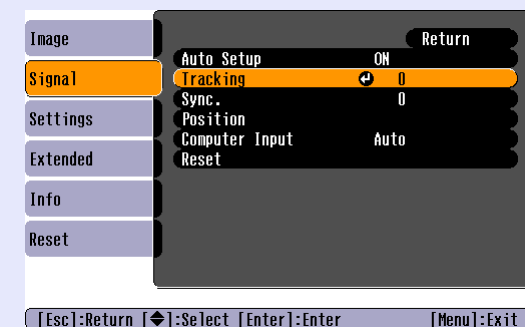 Image
Signal
Settings
Extended
Info
Reset
Return
Auto Setup ON
Tracking 0
Sync. 0
Position
Computer Input Auto
Reset
[Esc]:Return [◆]:Select [Enter]:Enter [Menu]:Exit